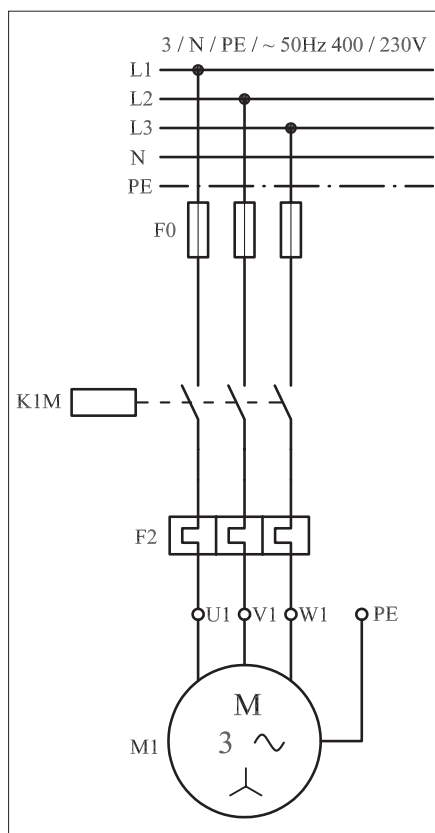 3 / N / PE / ~ 50Hz 400 / 230V
L1
L2
L3
N
PE
F0
K1M
F2
U1 V1 W1 PE
M
M1 3